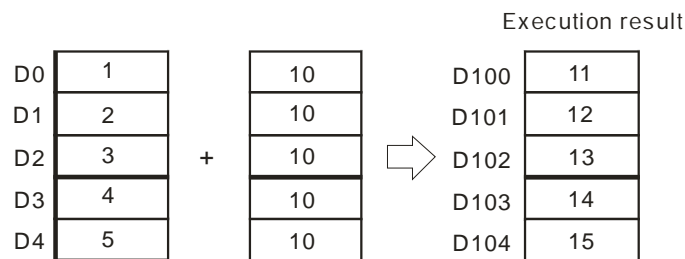 Execution result
D0 1 10 D100 11
D1 2 10 D101 12
D2 3 + 10 D102 13
D3 4 10 D103 14
D4 5 10 D104 15